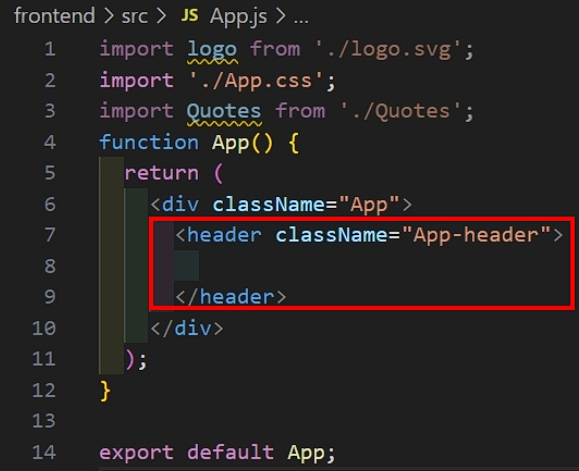 frontend > src > JS App.js > ...
1 import logo from './logo.svg';
2 import './App.css';
3 import Quotes from './Quotes';
4 function App() {
5 return (
6 <div className="App">
7 <header className="App-header">
8
9 </header>
10 </div>
11 );
12 }
13
14 export default App;